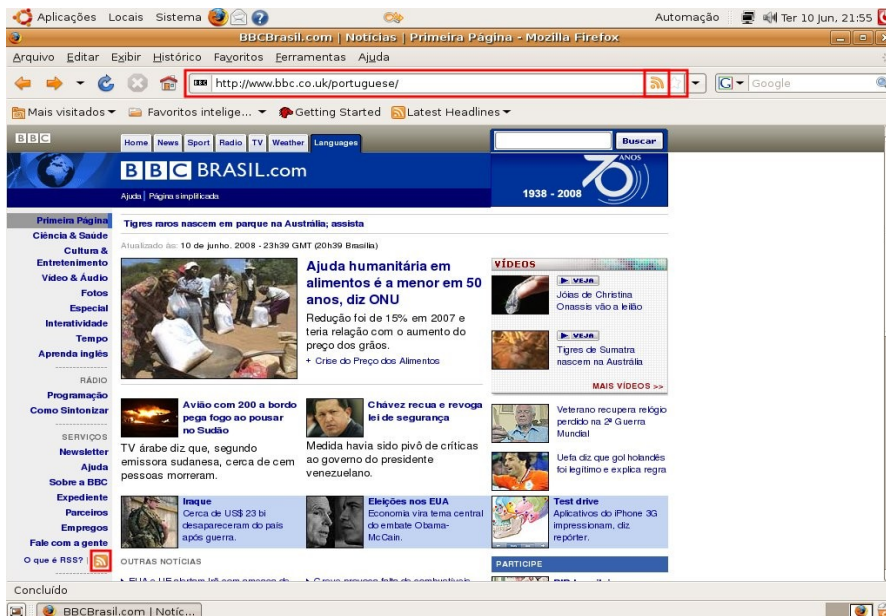 Aplicações Locais Sistema
Automação Ter 10 Jun, 21:55
BBCBrasil.com | Notícias | Primeira Página - Mozilla Firefox
Arquivo Editar Exibir Histórico Favoritos Ferramentas Ajuda
BBC http://www.bbc.co.uk/portuguese/ G Google
Mais visitados Favoritos intelige... Getting Started Latest Headlines
BBC
Home News Sport Radio TV Weather Languages
Buscar
BBC BRASIL.com
70 ANOS
1938 - 2008
Ajuda | Página simplificada
Primeira Página
Ciência & Saúde
Cultura &
Entretenimento
Vídeo & Áudio
Fotos
Especial
Interatividade
Tempo
Aprenda inglês
RÁDIO
Programação
Como Sintonizar
SERVIÇOS
Newsletter
Ajuda
Sobre a BBC
Expediente
Parceiros
Empregos
Fale com a gente
O que é RSS? |
Tigres raros nascem em parque na Austrália; assista
Atualizado às: 10 de junho. 2008 - 23h39 GMT (20h39 Brasília)
Ajuda humanitária em
alimentos é a menor em 50
anos, diz ONU
Redução foi de 15% em 2007 e
teria relação com o aumento do
preço dos grãos.
+ Crise do Preço dos Alimentos
Avião com 200 a bordo
pega fogo ao pousar
no Sudão
TV árabe diz que, segundo
emissora sudanesa, cerca de cem
pessoas morreram.
Chávez recua e revoga
lei de segurança
Medida havia sido pivô de críticas
ao governo do presidente
venezuelano.
Iraque
Cerca de US$ 23 bi
desapareceram do país
após guerra.
Eleições nos EUA
Economia vira tema central
do embate Obama-
McCain.
OUTRAS NOTÍCIAS
VÍDEOS
VEJA
Jóias de Christina
Onassis vão a leilão
VEJA
Tigres de Sumatra
nascem na Austrália
MAIS VÍDEOS >>
Veterano recupera relógio
perdido na 2ª Guerra
Mundial
Uefa diz que gol holandês
foi legítimo e explica regra
Test drive
Aplicativos do iPhone 3G
impressionam, diz
repórter.
PARTICIPE
Concluído
BBCBrasil.com | Notíc...